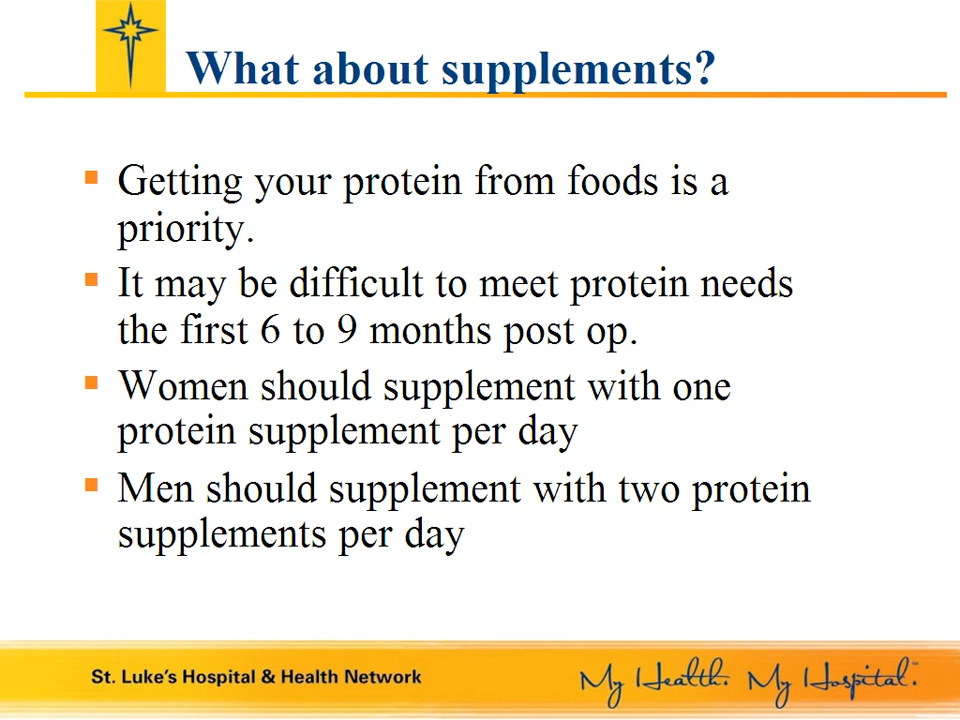 What about supplements?
Getting your protein from foods is a
priority.
It may be difficult to meet protein needs
the first 6 to 9 months post op.
Women should supplement with one
protein supplement per day
Men should supplement with two protein
supplements per day
St. Luke's Hospital & Health Network
My Health. My Hospital.™